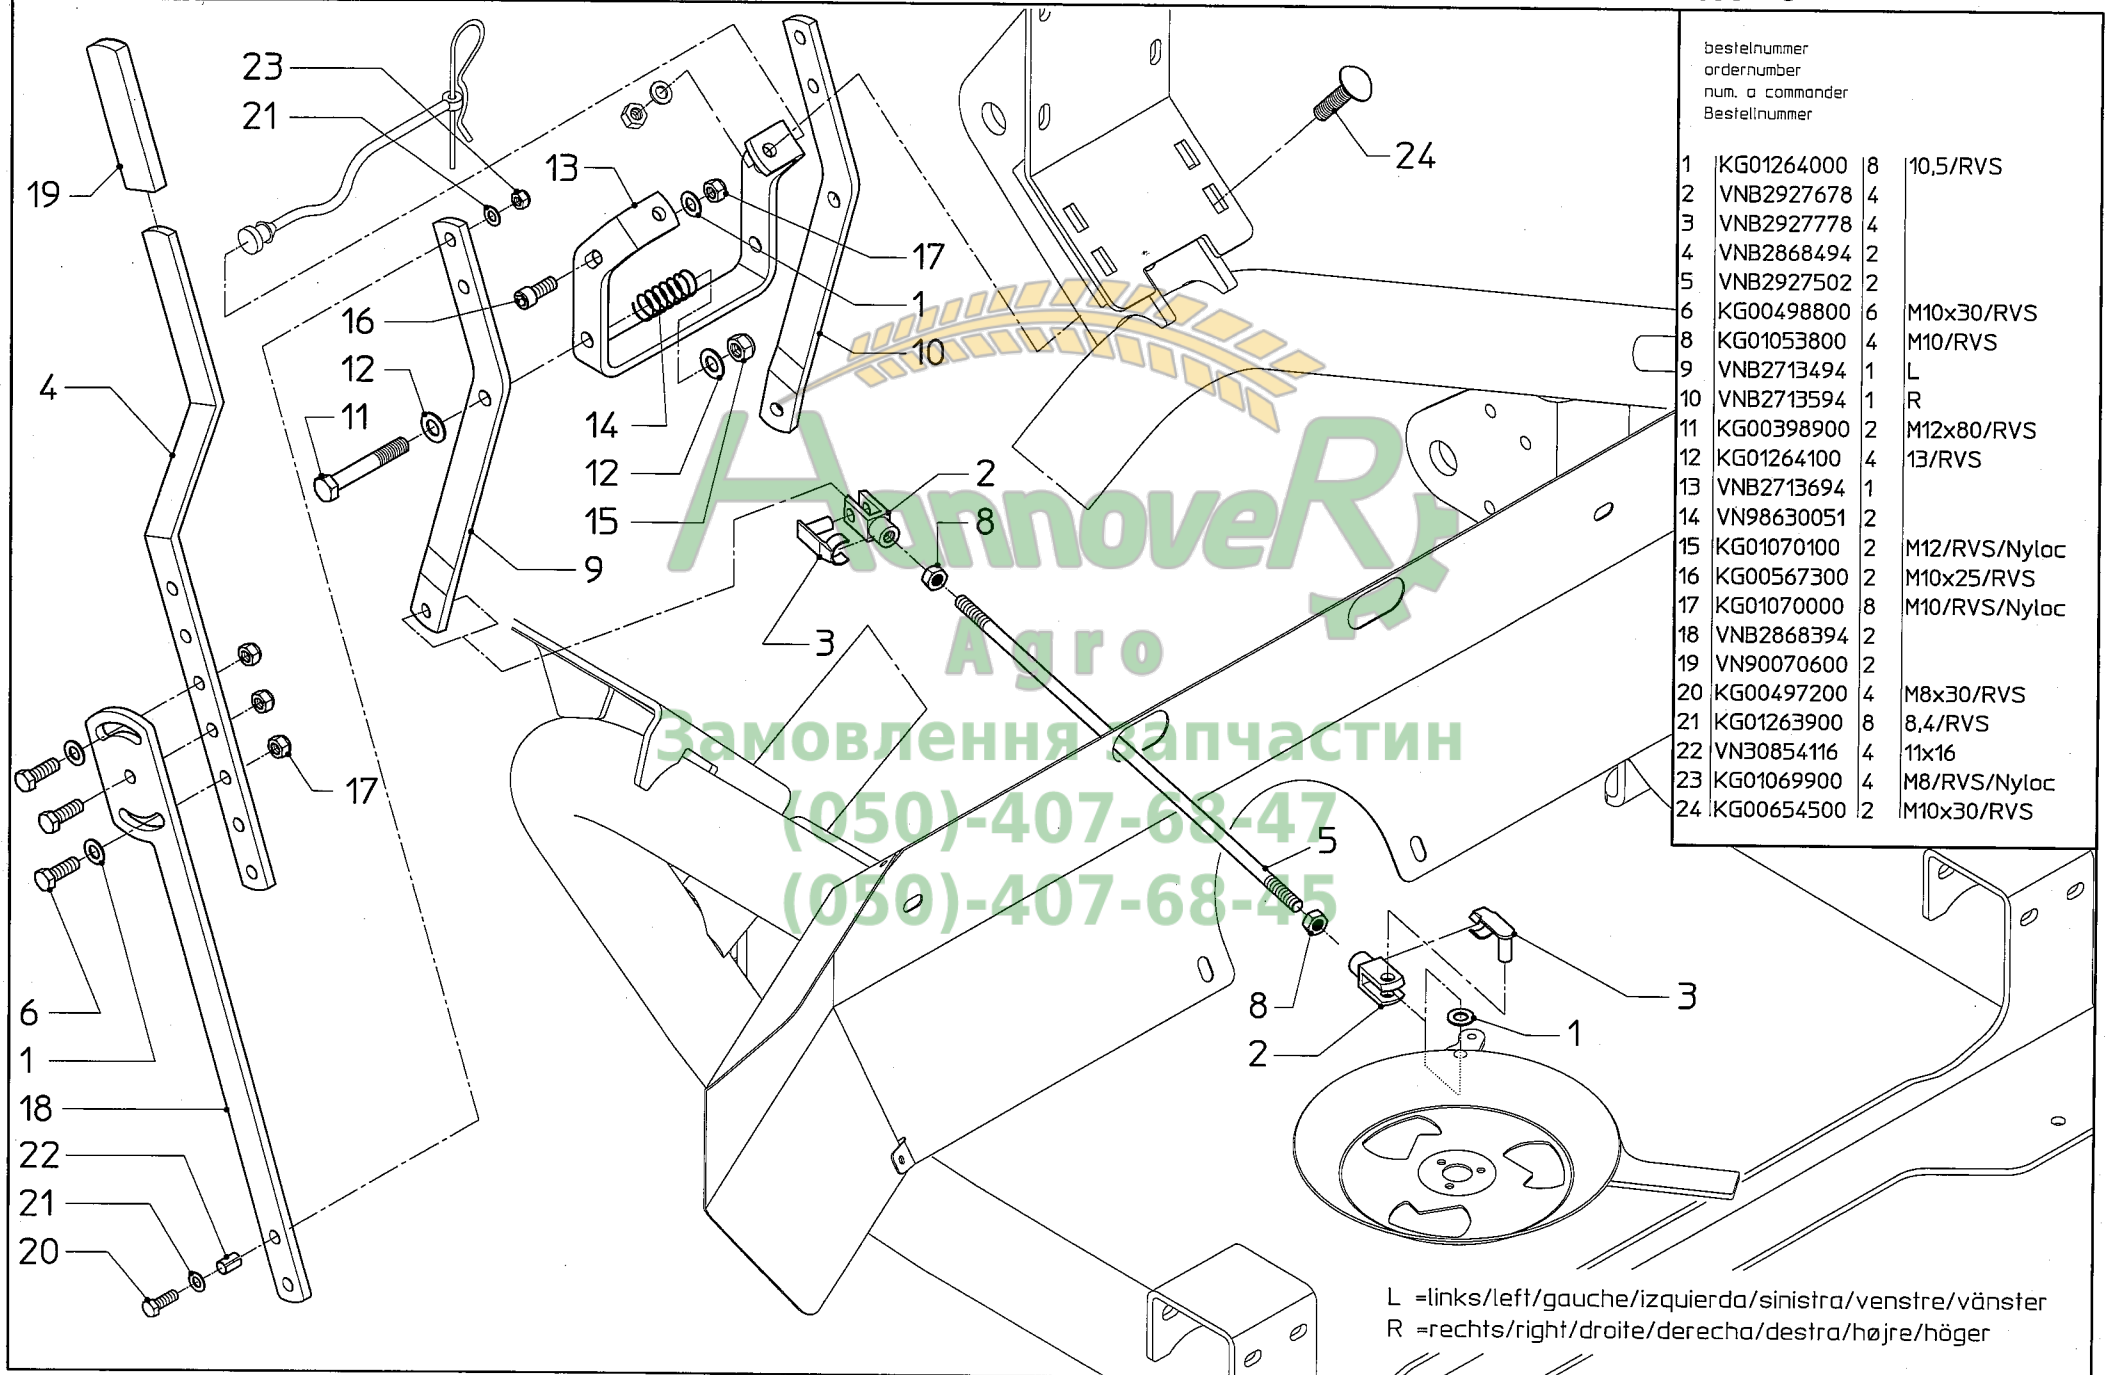 bestelnummer
ordernumber
num. a commander
Bestellnummer
1 KG01264000 8 10,5/RVS
2 VNB2927678 4
3 VNB2927778 4
4 VNB2868494 2
5 VNB2927502 2
6 KG00498800 6 M10x30/RVS
8 KG01053800 4 M10/RVS
9 VNB2713494 1 L
10 VNB2713594 1 R
11 KG00398900 2 M12x80/RVS
12 KG01264100 4 13/RVS
13 VNB2713694 1
14 VN98630051 2
15 KG01070100 2 M12/RVS/Nyloc
16 KG00567300 2 M10x25/RVS
17 KG01070000 8 M10/RVS/Nyloc
18 VNB2868394 2
19 VN90070600 2
20 KG00497200 4 M8x30/RVS
21 KG01263900 8 8,4/RVS
22 VN30854116 4 11x16
23 KG01069900 4 M8/RVS/Nyloc
24 KG00654500 2 M10x30/RVS
23
21
13
24
19
17
16
1
10
4
12
11
14
12
2
15
8
9
3
17
5
6
8
3
1
2
1
18
22
21
20
HannoveR
Agro
Замовлення запчастин
(050)-407-68-47
(050)-407-68-45
L =links/left/gauche/izquierda/sinistra/venstre/vänster
R =rechts/right/droite/derecha/destra/højre/höger